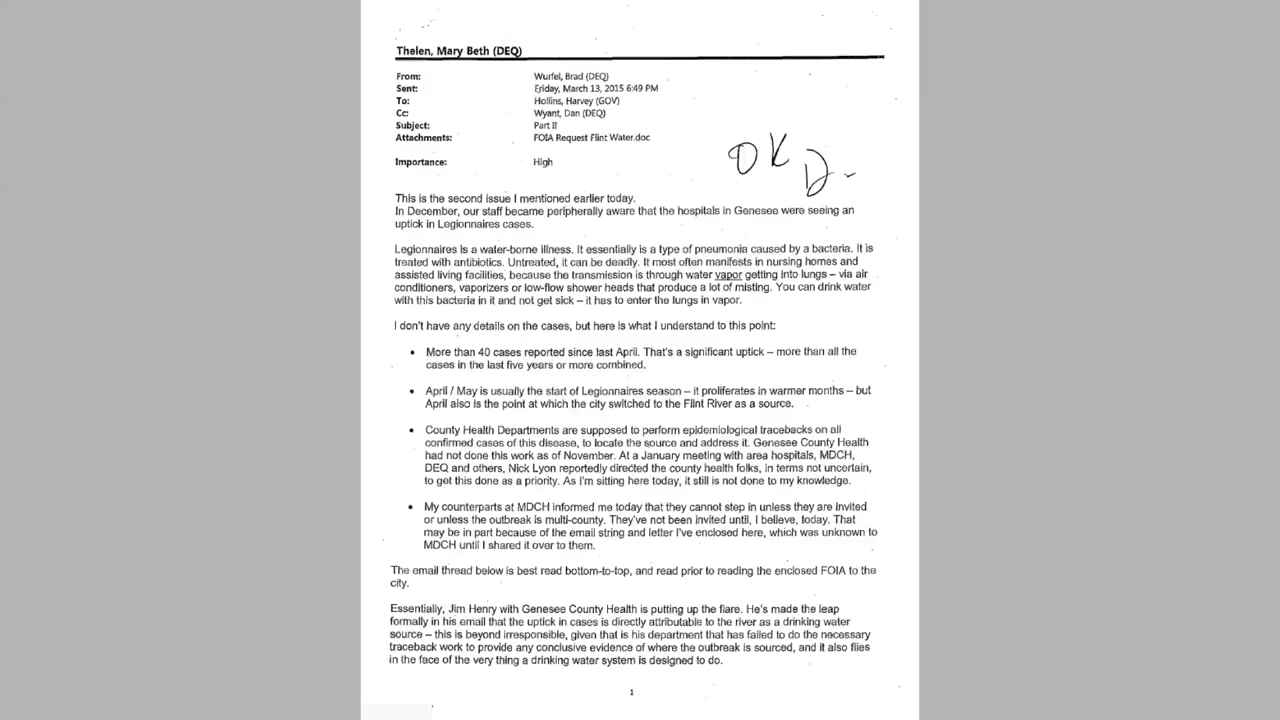 Thelen, Mary Beth (DEQ)
From: Wurfel, Brad (DEQ)
Sent: Friday, March 13, 2015 6:49 PM
To: Hollins, Harvey (GOV)
Cc: Wyant, Dan (DEQ)
Subject: Part II
Attachments: FOIA Request Flint Water.doc
Importance: High
OK D
This is the second issue I mentioned earlier today.
In December, our staff became peripherally aware that the hospitals in Genesee were seeing an
uptick in Legionnaires cases.
Legionnaires is a water-borne illness. It essentially is a type of pneumonia caused by a bacteria. It is
treated with antibiotics. Untreated, it can be deadly. It most often manifests in nursing homes and
assisted living facilities, because the transmission is through water vapor getting into lungs – via air
conditioners, vaporizers or low-flow shower heads that produce a lot of misting. You can drink water
with this bacteria in it and not get sick – it has to enter the lungs in vapor.
I don't have any details on the cases, but here is what I understand to this point:
• More than 40 cases reported since last April. That's a significant uptick – more than all the
cases in the last five years or more combined.
• April / May is usually the start of Legionnaires season – it proliferates in warmer months – but
April also is the point at which the city switched to the Flint River as a source.
• County Health Departments are supposed to perform epidemiological tracebacks on all
confirmed cases of this disease, to locate the source and address it. Genesee County Health
had not done this work as of November. At a January meeting with area hospitals, MDCH,
DEQ and others, Nick Lyon reportedly directed the county health folks, in terms not uncertain,
to get this done as a priority. As I'm sitting here today, it still is not done to my knowledge.
• My counterparts at MDCH informed me today that they cannot step in unless they are invited
or unless the outbreak is multi-county. They've not been invited until, I believe, today. That
may be in part because of the email string and letter I've enclosed here, which was unknown to
MDCH until I shared it over to them.
The email thread below is best read bottom-to-top, and read prior to reading the enclosed FOIA to the
city.
Essentially, Jim Henry with Genesee County Health is putting up the flare. He's made the leap
formally in his email that the uptick in cases is directly attributable to the river as a drinking water
source – this is beyond irresponsible, given that is his department that has failed to do the necessary
traceback work to provide any conclusive evidence of where the outbreak is sourced, and it also flies
in the face of the very thing a drinking water system is designed to do.
1